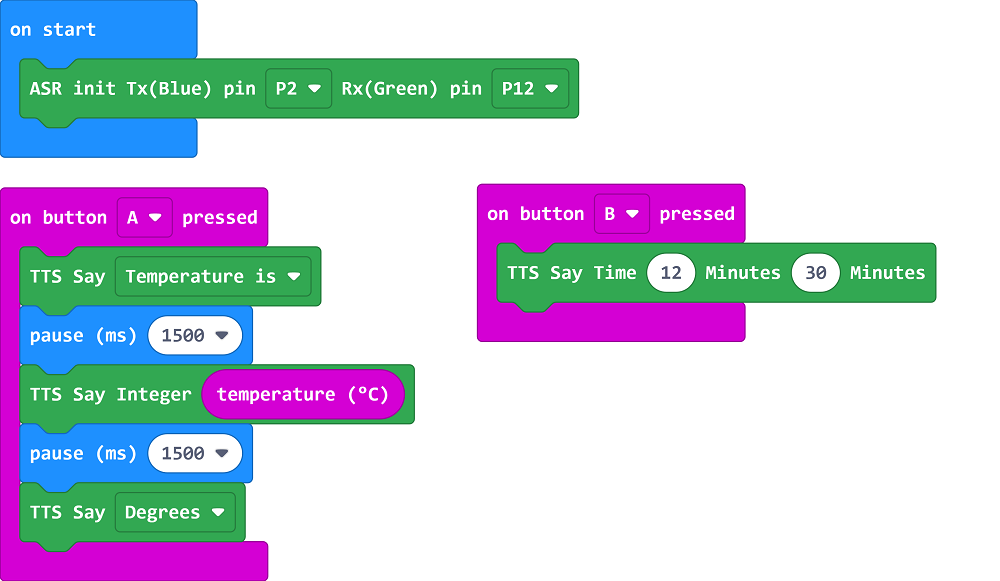 on start
ASR init Tx(Blue) pin P2 Rx(Green) pin P12
on button A pressed
TTS Say Temperature is
pause (ms) 1500
TTS Say Integer temperature (°C)
pause (ms) 1500
TTS Say Degrees
on button B pressed
TTS Say Time 12 Minutes 30 Minutes